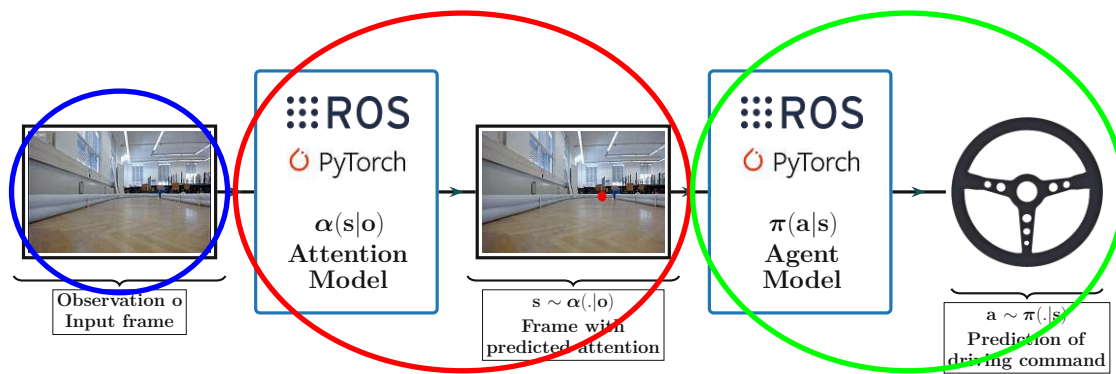 ROS
PyTorch
α(s|o)
Attention
Model
Observation o
Input frame
s ∼ α(.|o)
Frame with
predicted attention
ROS
PyTorch
π(a|s)
Agent
Model
a ∼ π(.|s)
Prediction of
driving command